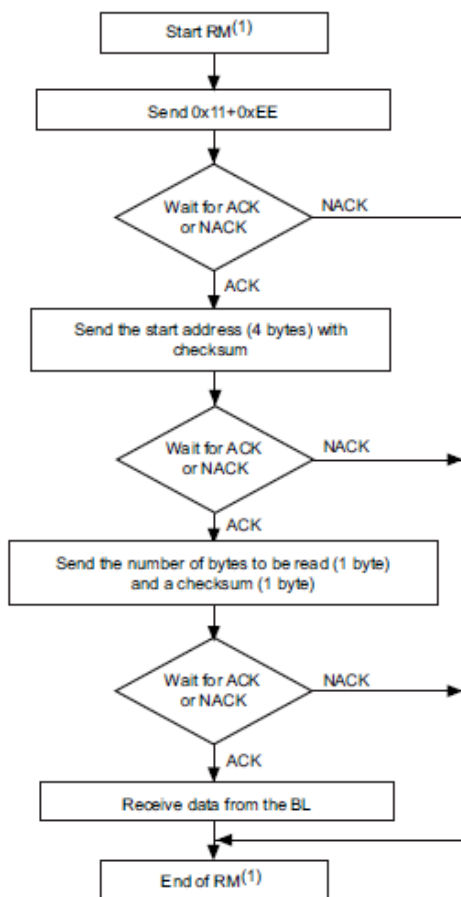 Start RM(1)
Send 0x11+0xEE
Wait for ACK
or NACK
NACK
ACK
Send the start address (4 bytes) with
checksum
Wait for ACK
or NACK
NACK
ACK
Send the number of bytes to be read (1 byte)
and a checksum (1 byte)
Wait for ACK
or NACK
NACK
ACK
Receive data from the BL
End of RM(1)